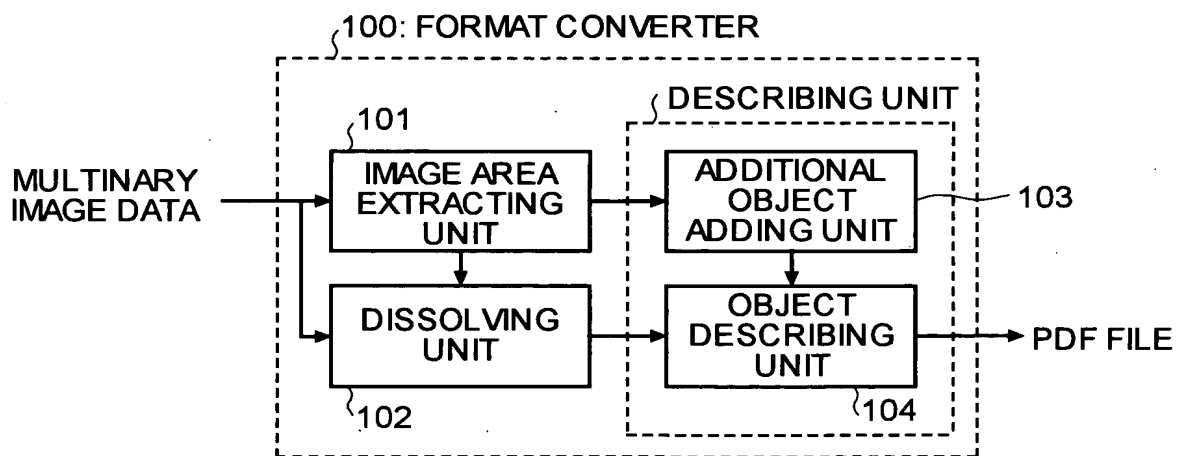 100: FORMAT CONVERTER
DESCRIBING UNIT
101
IMAGE AREA
EXTRACTING
UNIT
ADDITIONAL
OBJECT
ADDING UNIT
103
MULTINARY
IMAGE DATA
DISSOLVING
UNIT
102
OBJECT
DESCRIBING
UNIT
104
PDF FILE